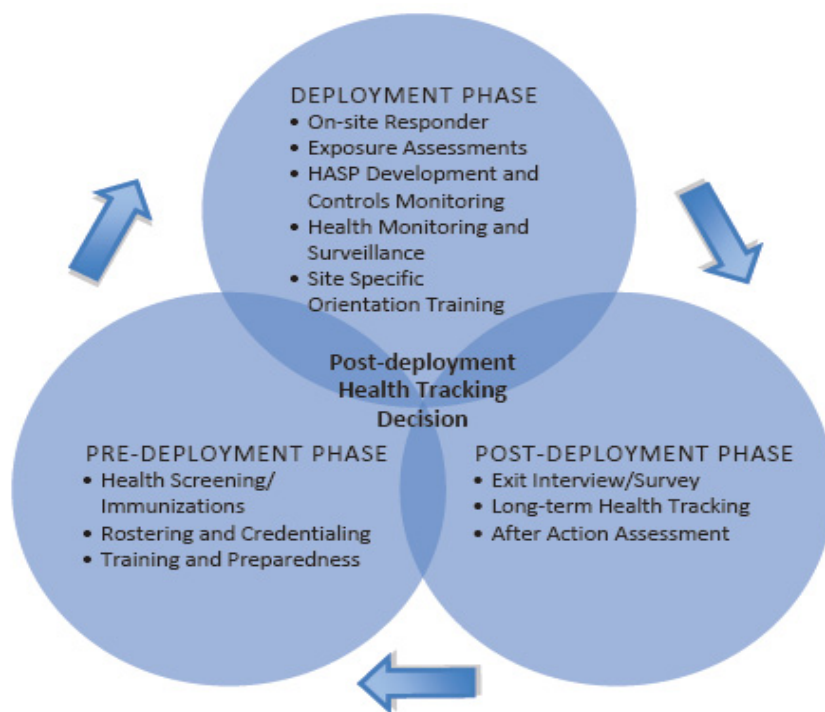 DEPLOYMENT PHASE
• On-site Responder
• Exposure Assessments
• HASP Development and
Controls Monitoring
• Health Monitoring and
Surveillance
• Site Specific
Orientation Training
Post-deployment
Health Tracking
Decision
PRE-DEPLOYMENT PHASE
• Health Screening/
Immunizations
• Rostering and Credentialing
• Training and Preparedness
POST-DEPLOYMENT PHASE
• Exit Interview/Survey
• Long-term Health Tracking
• After Action Assessment